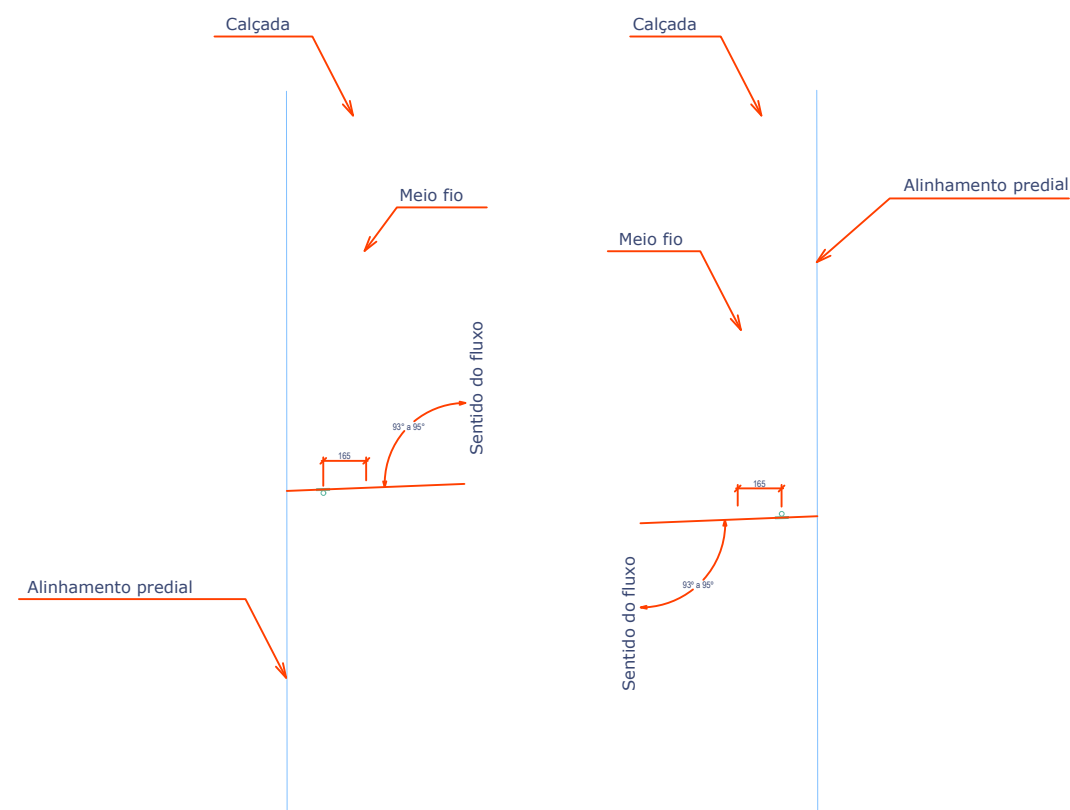 Calçada
Calçada
Alinhamento predial
Meio fio
Meio fio
Sentido do fluxo
93° a 95°
165
165
Sentido do fluxo
93° a 95°
Alinhamento predial